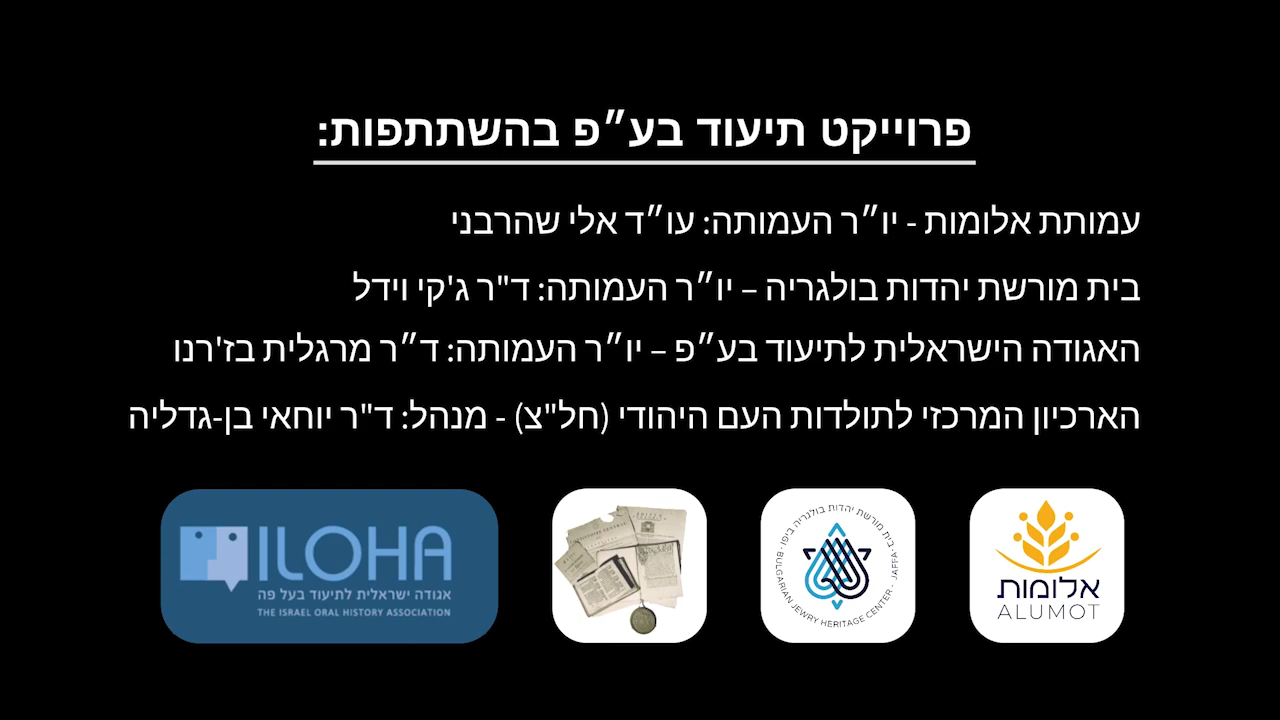 פרוייקט תיעוד בע״פ בהשתתפות:
עמותת אלומות - יו״ר העמותה: עו״ד אלי שהרבני
בית מורשת יהדות בולגריה – יו״ר העמותה: ד"ר ג'קי וידל
האגודה הישראלית לתיעוד בע״פ – יו״ר העמותה: ד״ר מרגלית בז'רנו
הארכיון המרכזי לתולדות העם היהודי (חל"צ) - מנהל: ד"ר יוחאי בן-גדליה
אלומות
ALUMOT
בית מורשת יהדות בולגריה ביפו
BULGARIAN JEWRY HERITAGE CENTER - JAFFA
ILOHA
אגודה ישראלית לתיעוד בעל פה
THE ISRAEL ORAL HISTORY ASSOCIATION